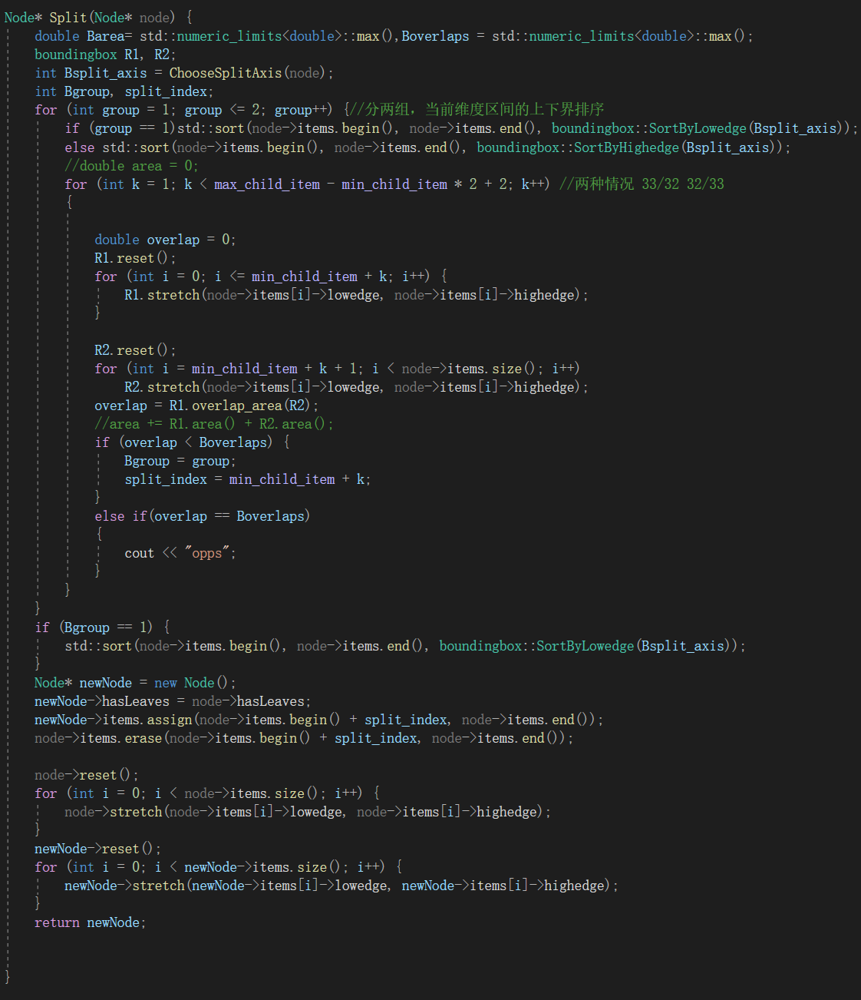 Node* Split(Node* node) {
double Barea= std::numeric_limits<double>::max(),Boverlaps = std::numeric_limits<double>::max();
boundingbox R1, R2;
int Bsplit_axis = ChooseSplitAxis(node);
int Bgroup, split_index;
for (int group = 1; group <= 2; group++) {//分两组，当前维度区间的上下界排序
if (group == 1)std::sort(node->items.begin(), node->items.end(), boundingbox::SortByLowedge(Bsplit_axis));
else std::sort(node->items.begin(), node->items.end(), boundingbox::SortByHighedge(Bsplit_axis));
//double area = 0;
for (int k = 1; k < max_child_item - min_child_item * 2 + 2; k++) //两种情况 33/32 32/33
{
double overlap = 0;
R1.reset();
for (int i = 0; i <= min_child_item + k; i++) {
R1.stretch(node->items[i]->lowedge, node->items[i]->highedge);
}
R2.reset();
for (int i = min_child_item + k + 1; i < node->items.size(); i++)
R2.stretch(node->items[i]->lowedge, node->items[i]->highedge);
overlap = R1.overlap_area(R2);
//area += R1.area() + R2.area();
if (overlap < Boverlaps) {
Bgroup = group;
split_index = min_child_item + k;
}
else if(overlap == Boverlaps)
{
cout << "opps";
}
}
}
if (Bgroup == 1) {
std::sort(node->items.begin(), node->items.end(), boundingbox::SortByLowedge(Bsplit_axis));
}
Node* newNode = new Node();
newNode->hasLeaves = node->hasLeaves;
newNode->items.assign(node->items.begin() + split_index, node->items.end());
node->items.erase(node->items.begin() + split_index, node->items.end());
node->reset();
for (int i = 0; i < node->items.size(); i++) {
node->stretch(node->items[i]->lowedge, node->items[i]->highedge);
}
newNode->reset();
for (int i = 0; i < newNode->items.size(); i++) {
newNode->stretch(newNode->items[i]->lowedge, newNode->items[i]->highedge);
}
return newNode;
}